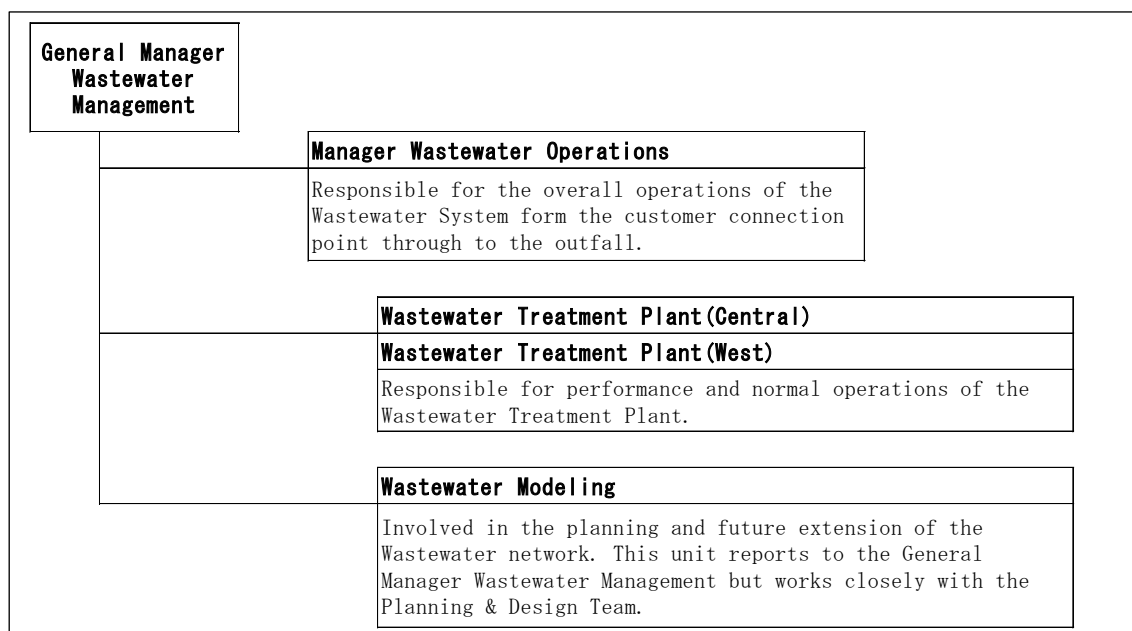 General Manager
Wastewater
Management
Manager Wastewater Operations
Responsible for the overall operations of the
Wastewater System form the customer connection
point through to the outfall.
Wastewater Treatment Plant(Central)
Wastewater Treatment Plant(West)
Responsible for performance and normal operations of the
Wastewater Treatment Plant.
Wastewater Modeling
Involved in the planning and future extension of the
Wastewater network. This unit reports to the General
Manager Wastewater Management but works closely with the
Planning & Design Team.